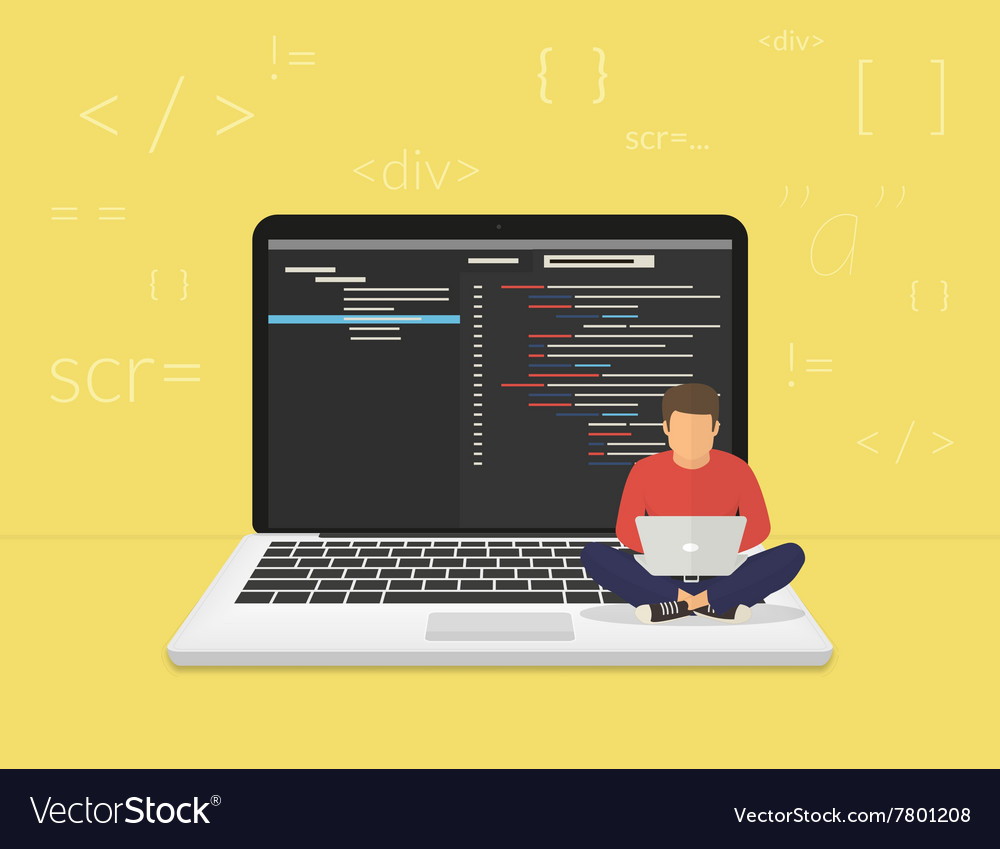 <div>
!=
{ }
[ ]
</ >
scr=...
<div>
,, a ,,
= =
{ }
{ }
!=
scr=
</ >
VectorStock®
VectorStock.com/7801208